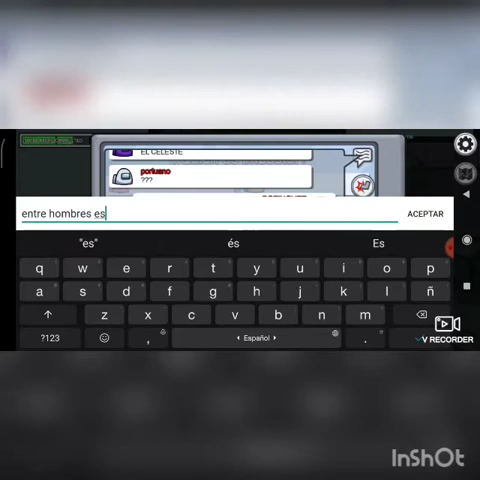 EL CELESTE
porluano
???
entre hombres es
ACEPTAR
"es"
és
Es
q w e r t y u i o p
a s d f g h j k l ñ
z x c v b n m
?123
,
Español
.
V RECORDER
InShOt